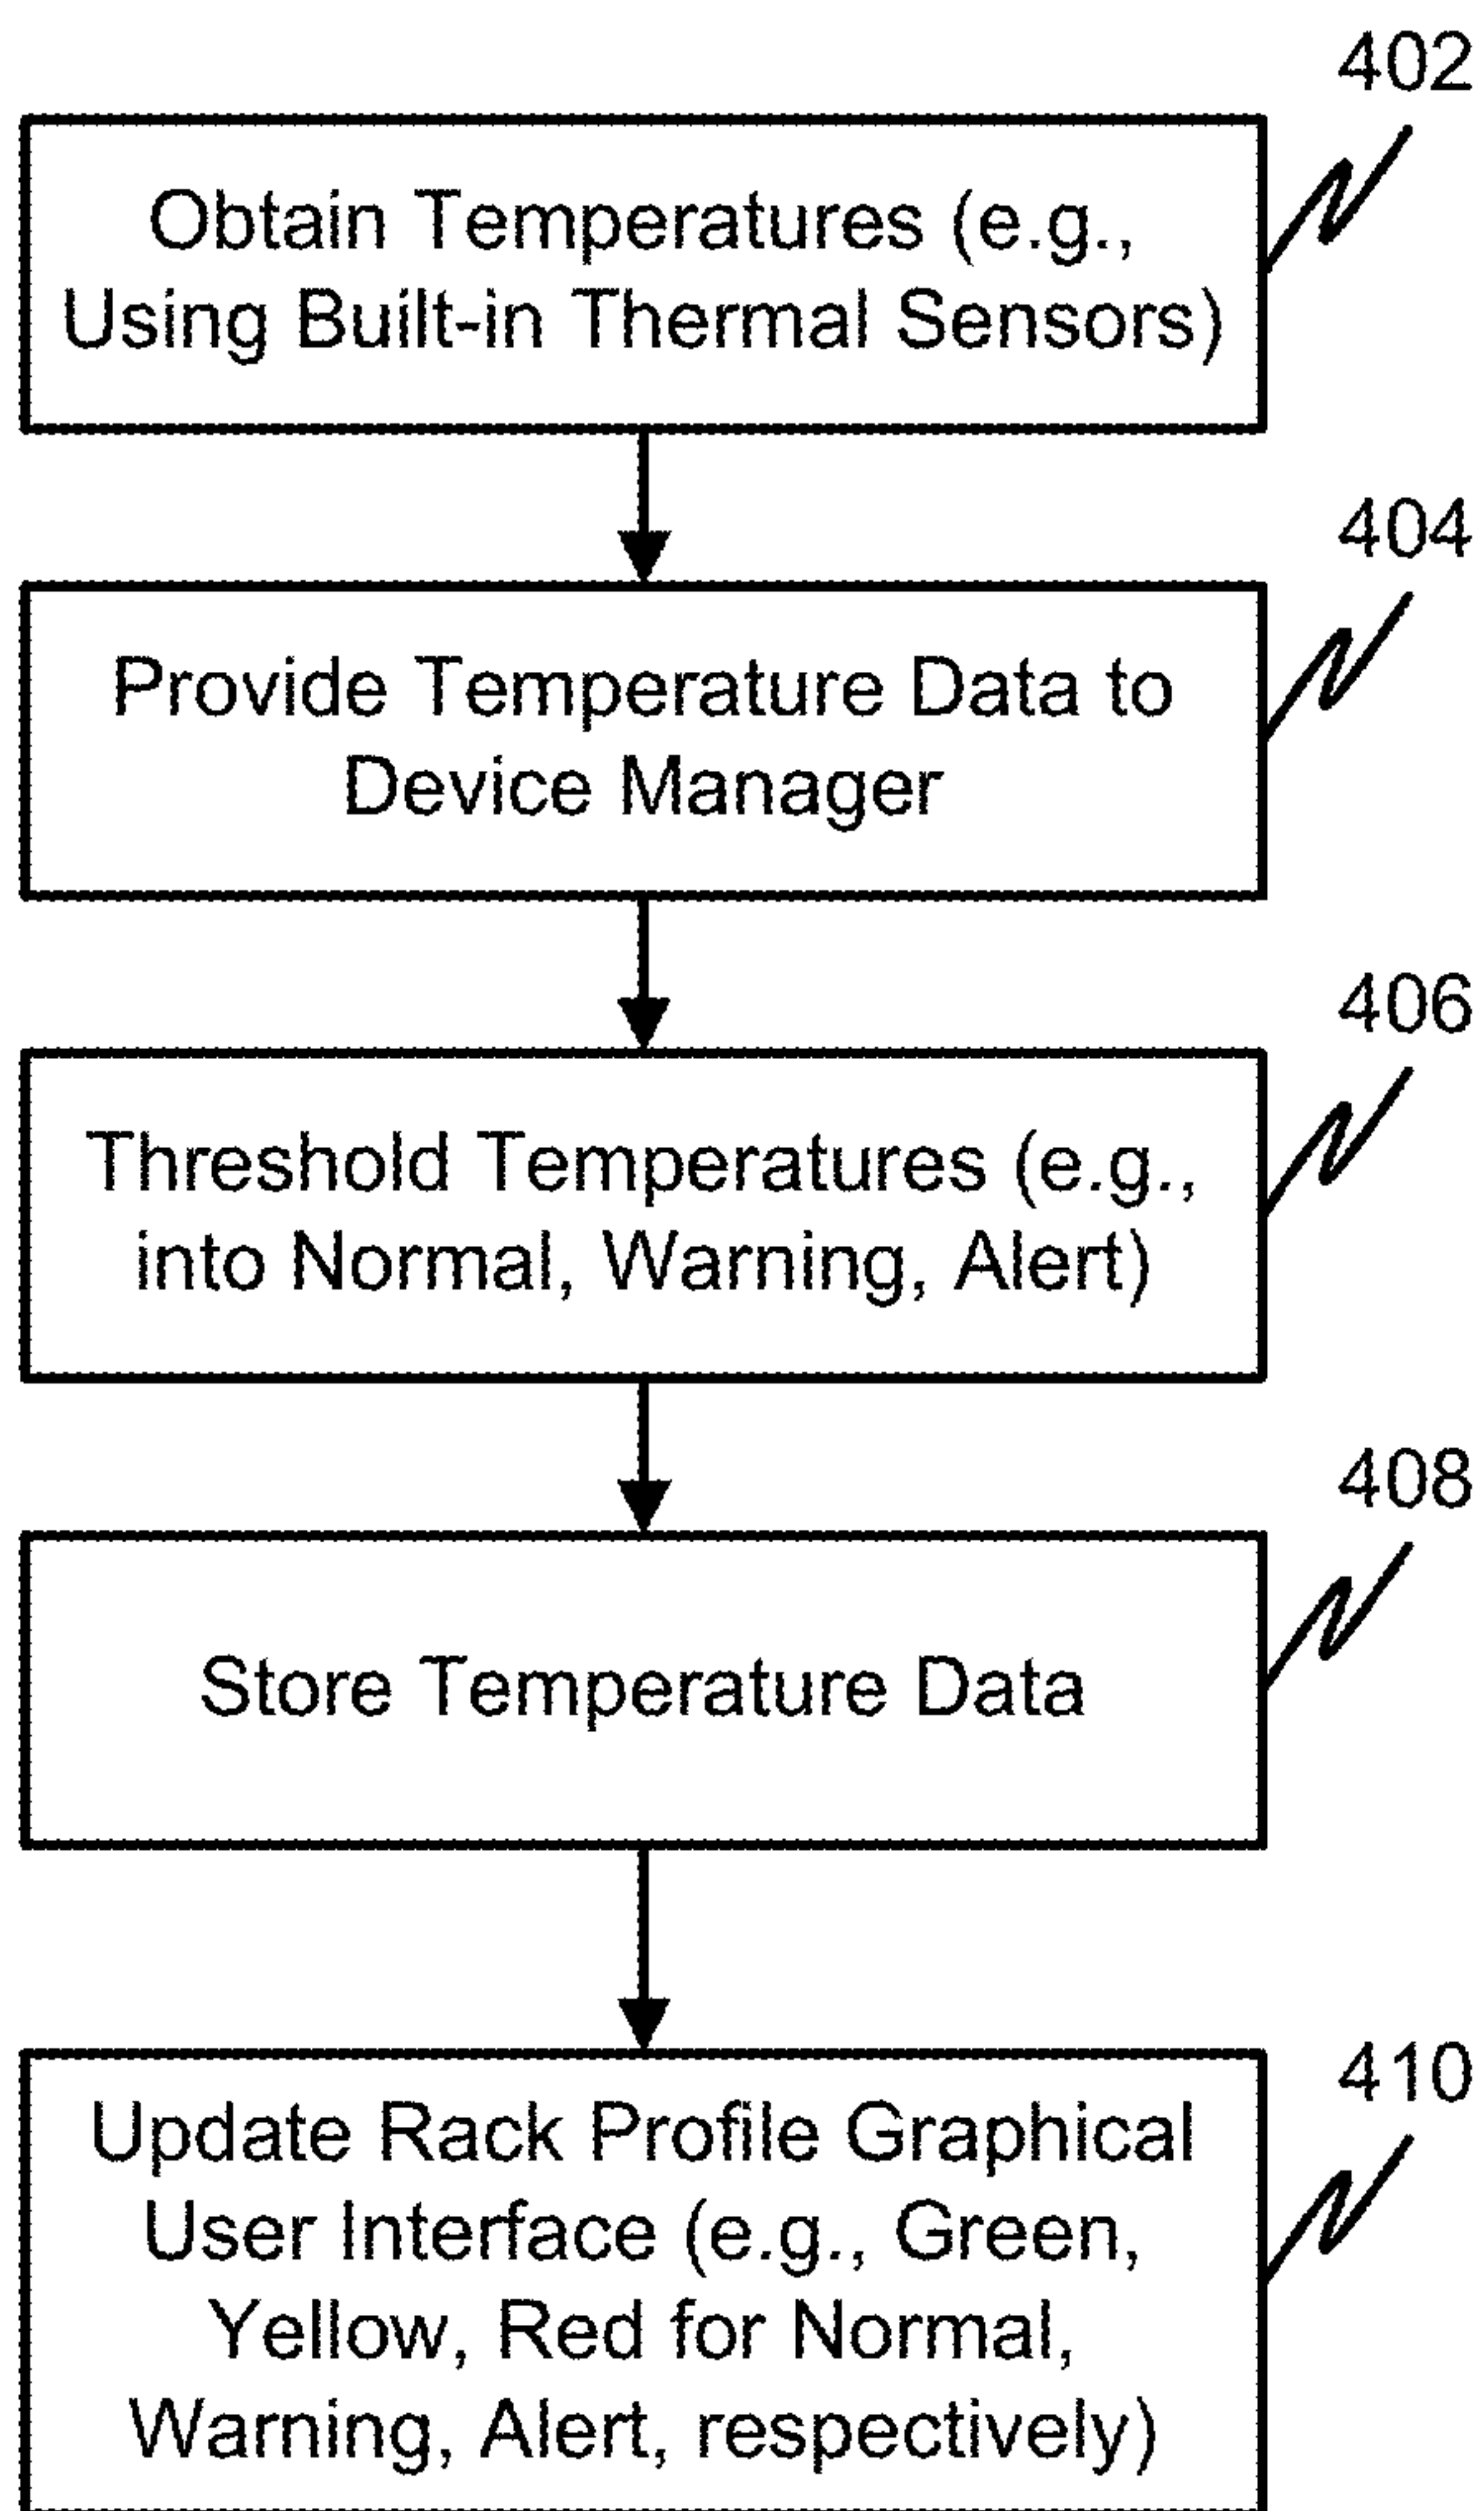 402
Obtain Temperatures (e.g.,
Using Built-in Thermal Sensors)
404
Provide Temperature Data to
Device Manager
406
Threshold Temperatures (e.g.,
into Normal, Warning, Alert)
408
Store Temperature Data
410
Update Rack Profile Graphical
User Interface (e.g., Green,
Yellow, Red for Normal,
Warning, Alert, respectively)